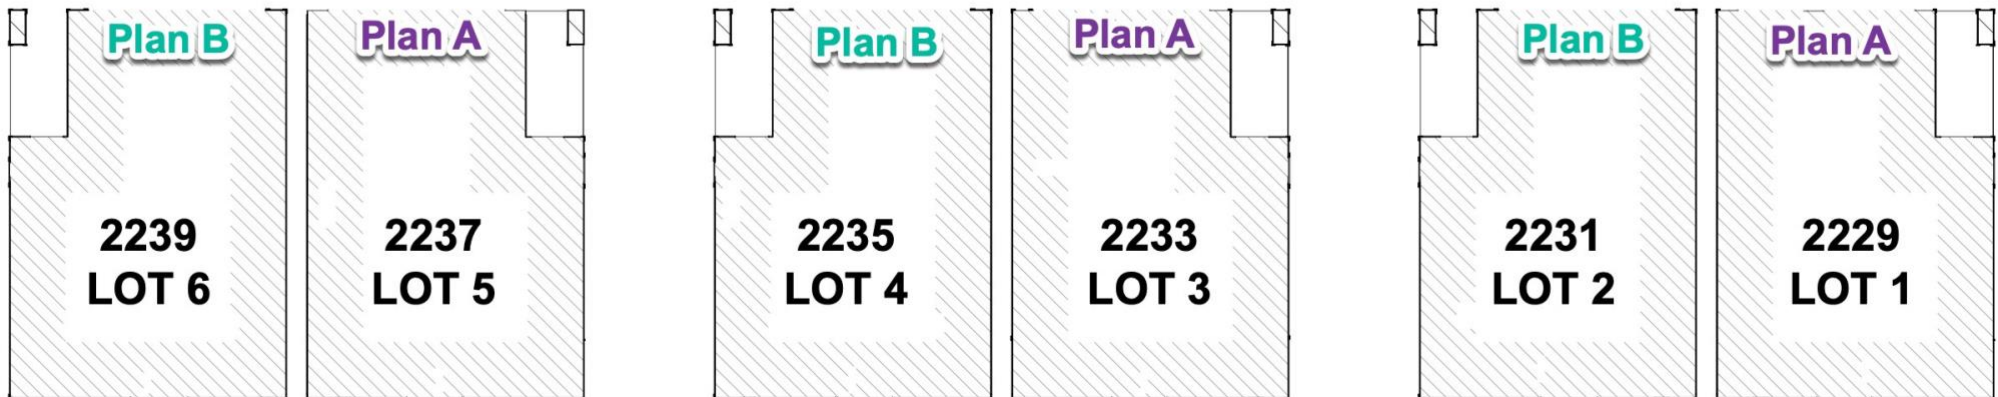 Plan B
Plan A
Plan B
Plan A
Plan B
Plan A
2239
LOT 6
2237
LOT 5
2235
LOT 4
2233
LOT 3
2231
LOT 2
2229
LOT 1